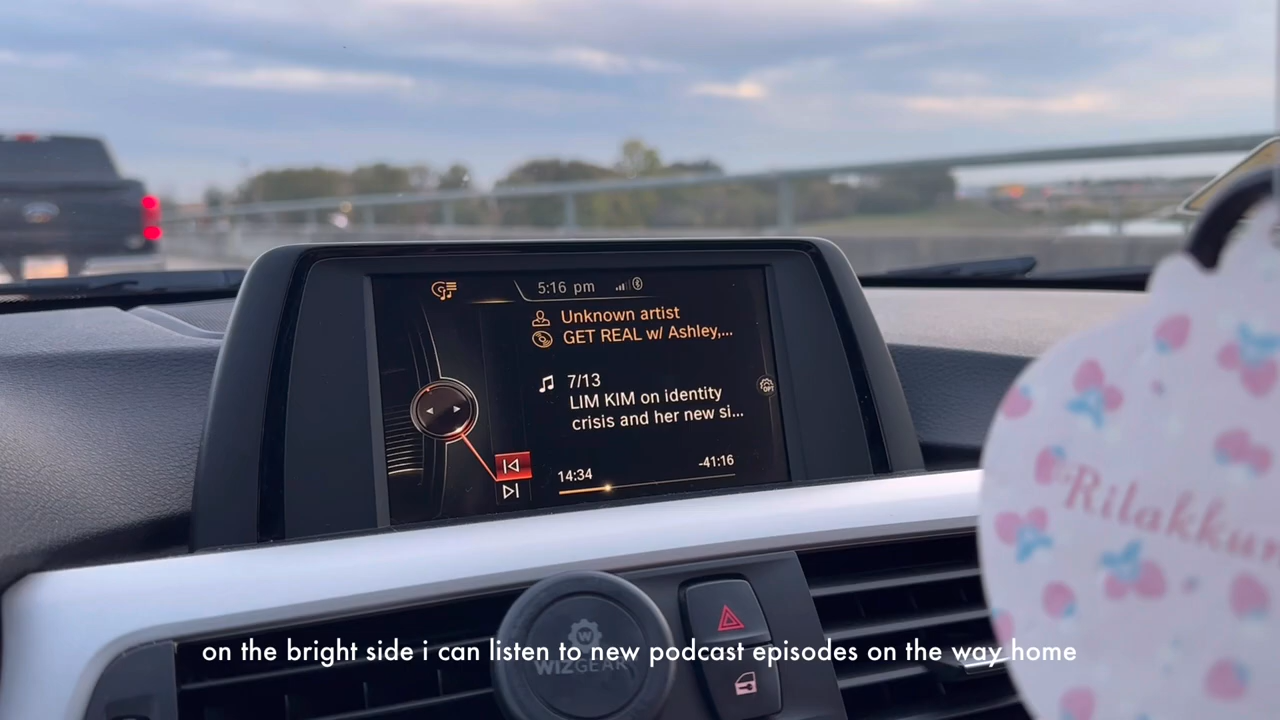 5:16 pm
Unknown artist
GET REAL w/ Ashley,...
7/13
LIM KIM on identity
crisis and her new si...
14:34
-41:16
Rilakku
WIZGEAR
on the bright side i can listen to new podcast episodes on the way home